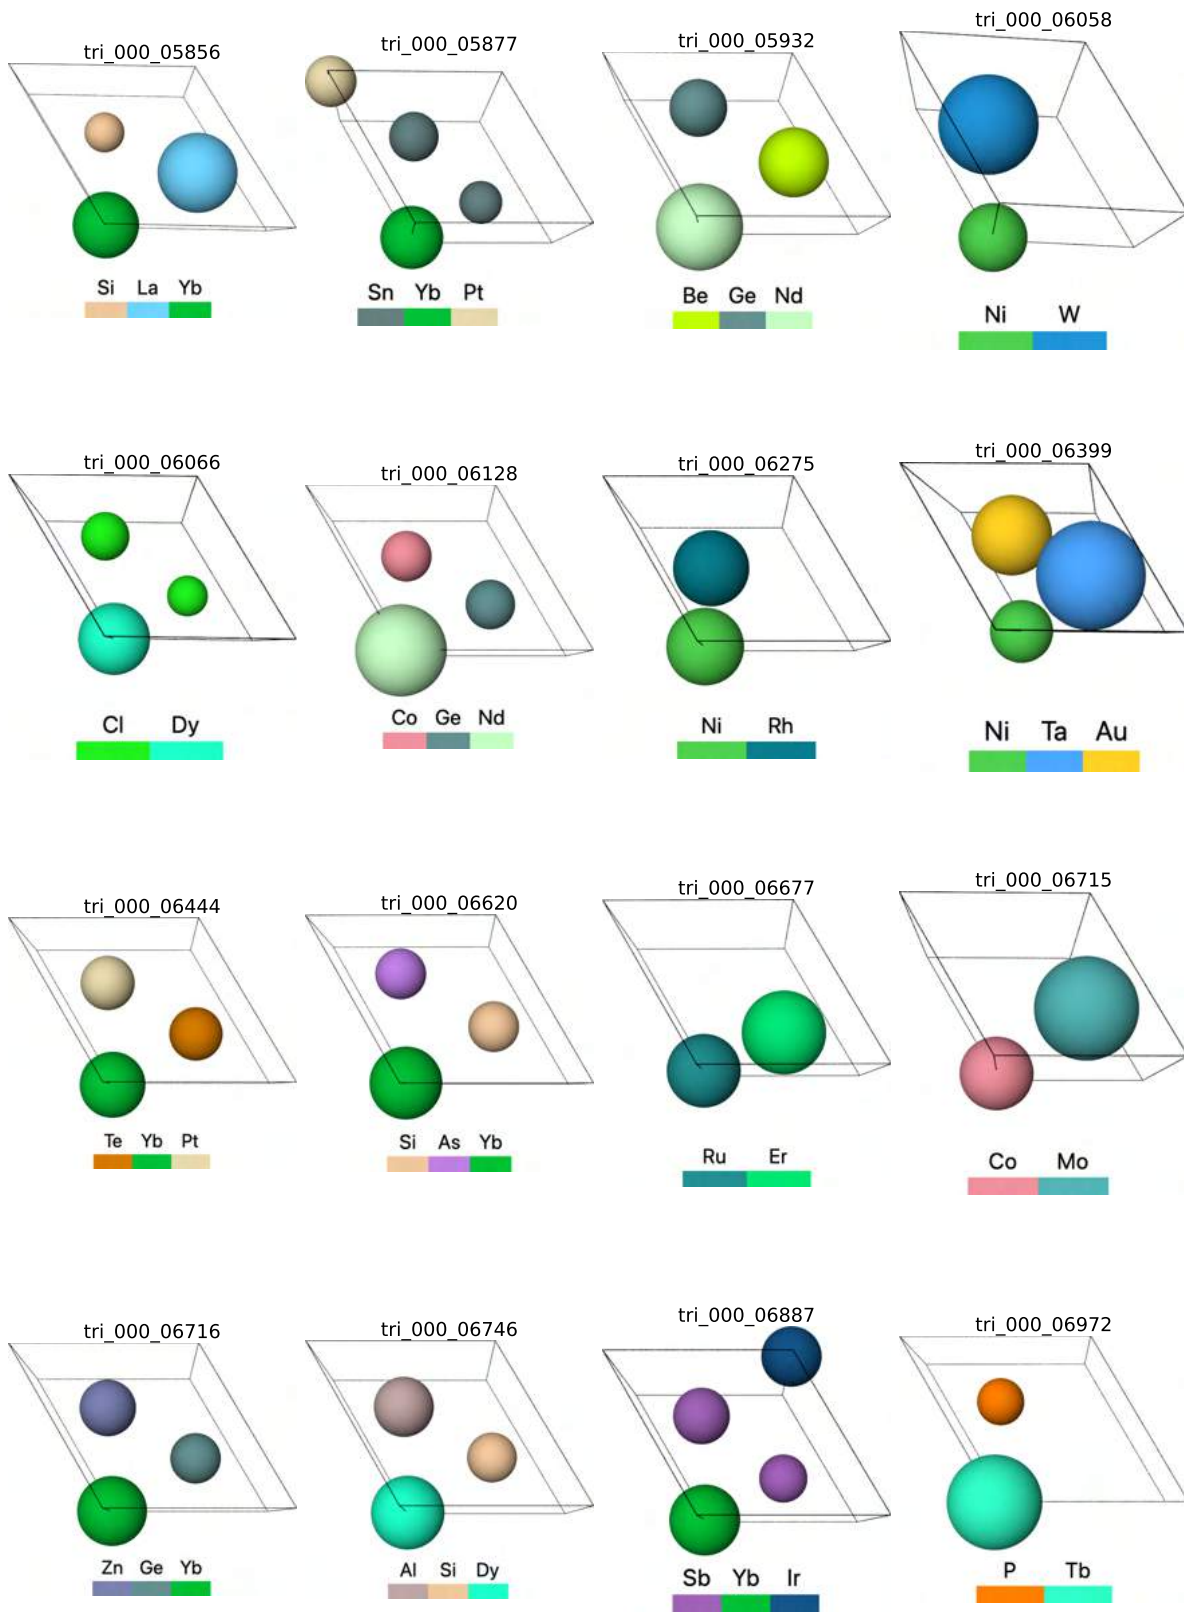 tri_000_05856
tri_000_05877
tri_000_05932
tri_000_06058
Si La Yb
Sn Yb Pt
Be Ge Nd
Ni W
tri_000_06066
tri_000_06128
tri_000_06275
tri_000_06399
Cl Dy
Co Ge Nd
Ni Rh
Ni Ta Au
tri_000_06444
tri_000_06620
tri_000_06677
tri_000_06715
Te Yb Pt
Si As Yb
Ru Er
Co Mo
tri_000_06716
tri_000_06746
tri_000_06887
tri_000_06972
Zn Ge Yb
Al Si Dy
Sb Yb Ir
P Tb